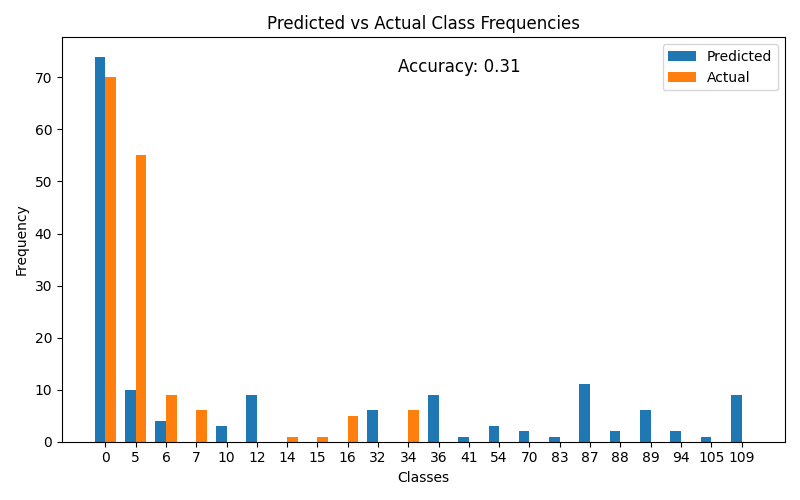 Predicted vs Actual Class Frequencies
Accuracy: 0.31
Predicted
Actual
Frequency
70
60
50
40
30
20
10
0
0 5 6 7 10 12 14 15 16 32 34 36 41 54 70 83 87 88 89 94 105 109
Classes